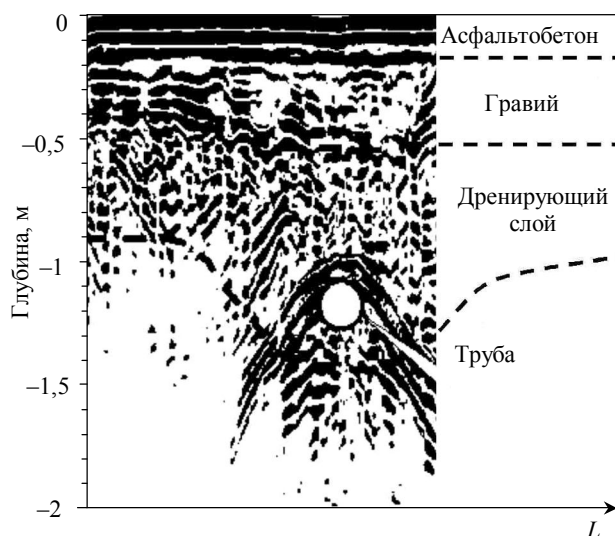 0
–0,5
–1
–1,5
–2
Глубина, м
Асфальтобетон
Гравий
Дренирующий
слой
Труба
L